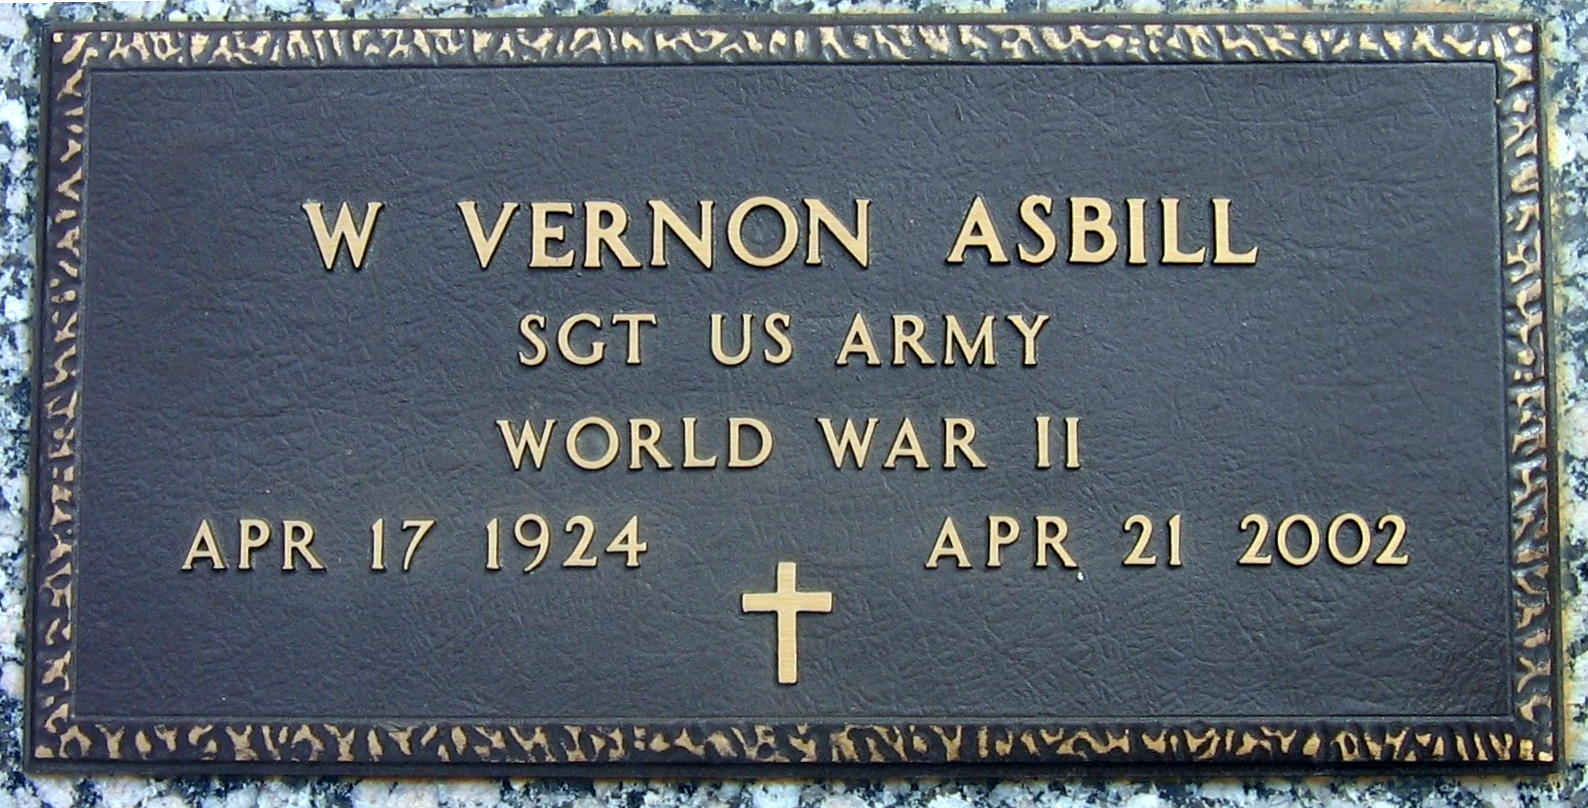 W VERNON ASBILL
SGT US ARMY
WORLD WAR II
APR 17 1924 APR 21 2002